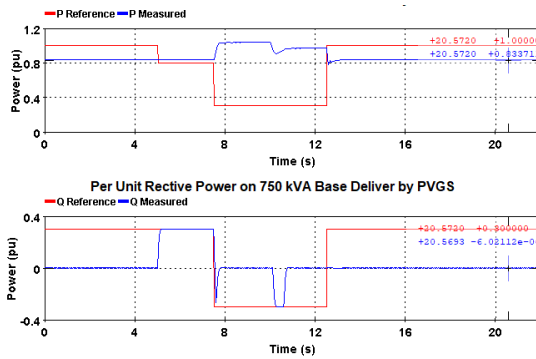 P Reference P Measured
+20.5720 +1.0000
+20.5720 +0.83371
1.2
0.8
0.4
0
Power (pu)
0 4 8 12 16 20
Time (s)
Per Unit Rective Power on 750 kVA Base Deliver by PVGS
Q Reference Q Measured
+20.5720 +0.300000
+20.5693 -6.02112e-0
0.4
0
-0.4
Power (pu)
0 4 8 12 16 20
Time (s)